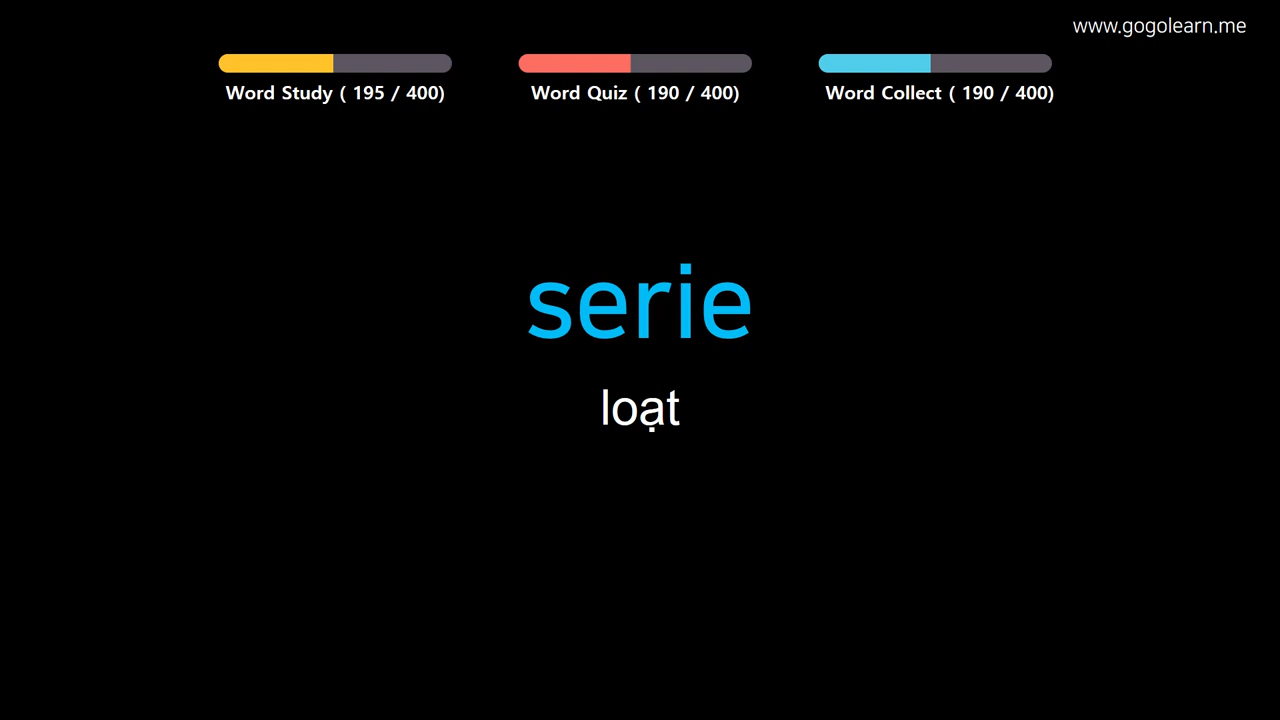 www.gogolearn.me
Word Study ( 195 / 400)
Word Quiz ( 190 / 400)
Word Collect ( 190 / 400)
serie
loạt